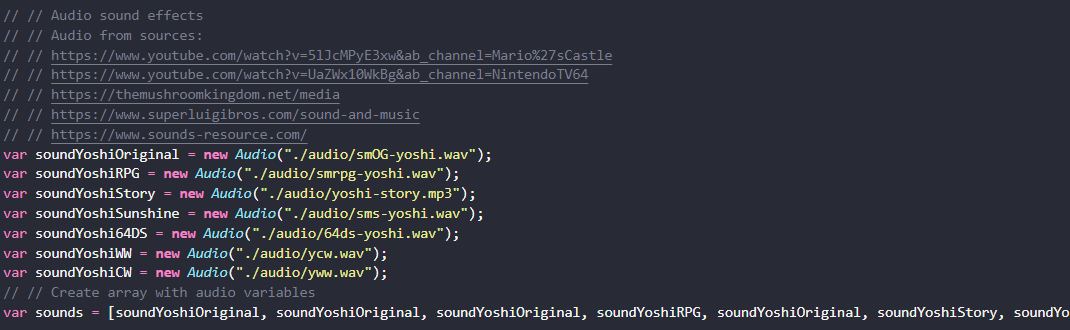 // // Audio sound effects
// // Audio from sources:
// // https://www.youtube.com/watch?v=5lJcMPyE3xw&ab_channel=Mario%27sCastle
// // https://www.youtube.com/watch?v=UaZWx10WkBg&ab_channel=NintendoTV64
// // https://themushroomkingdom.net/media
// // https://www.superluigibros.com/sound-and-music
// // https://www.sounds-resource.com/
var soundYoshiOriginal = new Audio("./audio/smOG-yoshi.wav");
var soundYoshiRPG = new Audio("./audio/smrpg-yoshi.wav");
var soundYoshiStory = new Audio("./audio/yoshi-story.mp3");
var soundYoshiSunshine = new Audio("./audio/sms-yoshi.wav");
var soundYoshi64DS = new Audio("./audio/64ds-yoshi.wav");
var soundYoshiWW = new Audio("./audio/ycw.wav");
var soundYoshiCW = new Audio("./audio/yww.wav");
// // Create array with audio variables
var sounds = [soundYoshiOriginal, soundYoshiOriginal, soundYoshiOriginal, soundYoshiRPG, soundYoshiOriginal, soundYoshiStory, soundYo